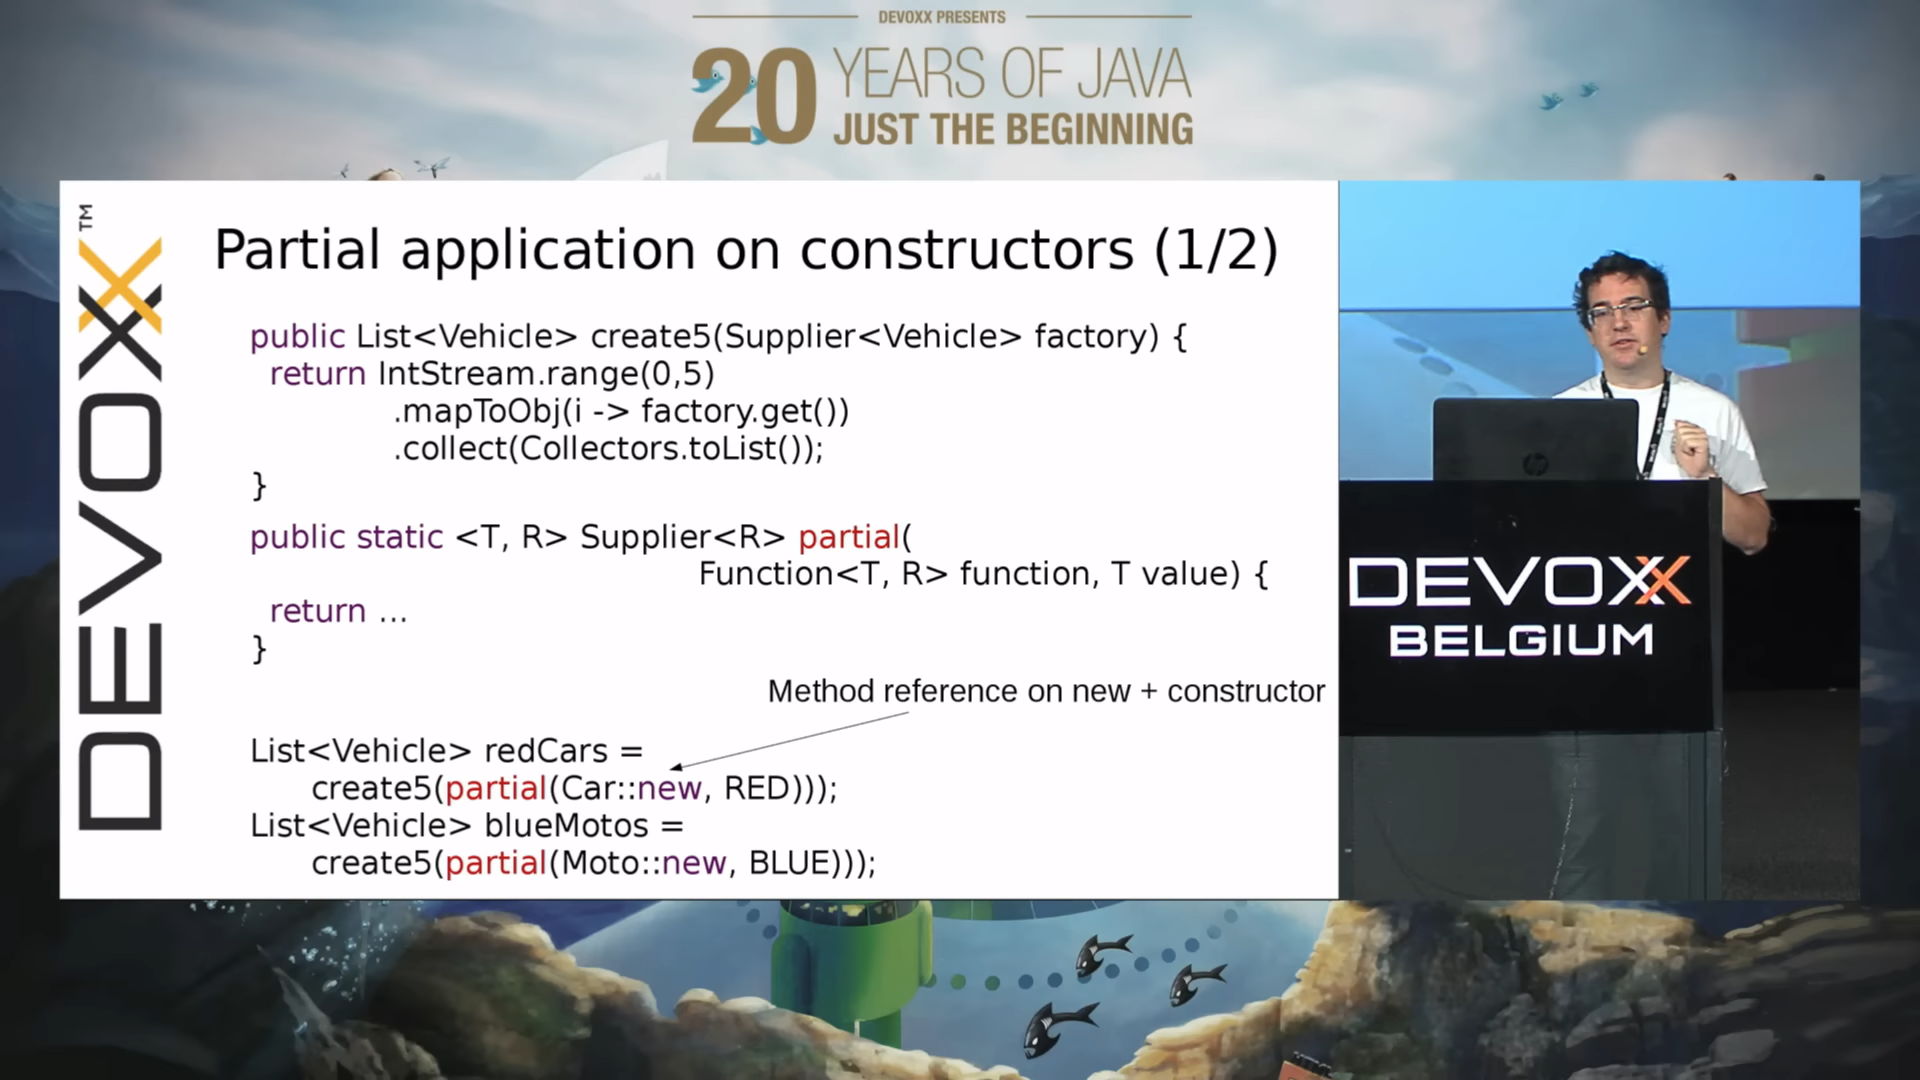 DEVOXX PRESENTS
20 YEARS OF JAVA
JUST THE BEGINNING
DEVOXX™
Partial application on constructors (1/2)
public List<Vehicle> create5(Supplier<Vehicle> factory) {
return IntStream.range(0,5)
.mapToObj(i -> factory.get())
.collect(Collectors.toList());
}
public static <T, R> Supplier<R> partial(
Function<T, R> function, T value) {
return ...
}
Method reference on new + constructor
List<Vehicle> redCars =
create5(partial(Car::new, RED)));
List<Vehicle> blueMotos =
create5(partial(Moto::new, BLUE)));
hp
DEVOXX
BELGIUM